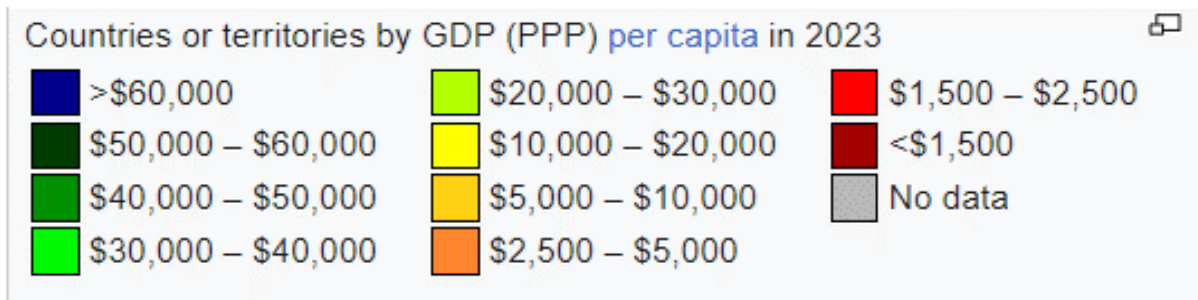 Countries or territories by GDP (PPP) per capita in 2023
>$60,000
$50,000 – $60,000
$40,000 – $50,000
$30,000 – $40,000
$20,000 – $30,000
$10,000 – $20,000
$5,000 – $10,000
$2,500 – $5,000
$1,500 – $2,500
<$1,500
No data